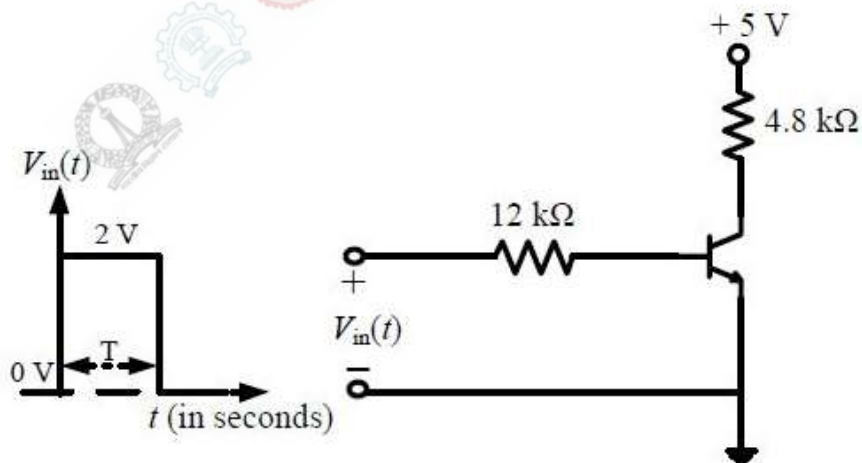 + 5 V
4.8 kΩ
V_in(t)
2 V
12 kΩ
+
V_in(t)
T
0 V
−
t (in seconds)